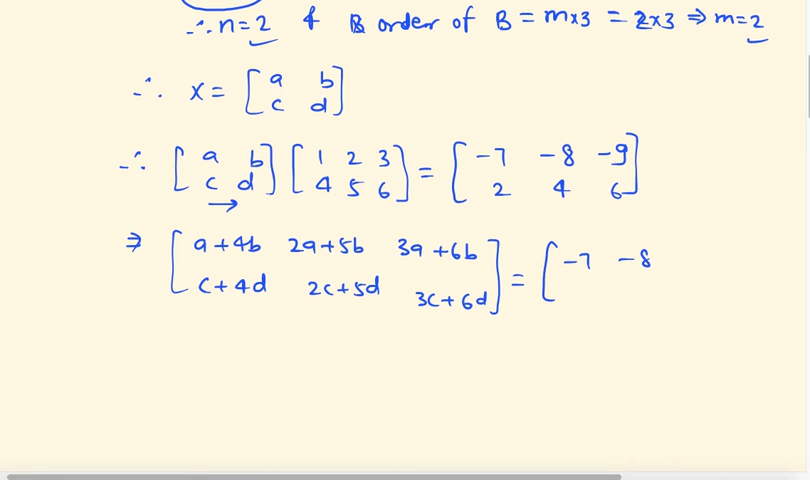 ∴ n = 2 & order of B = m×3 = 2×3 ⇒ m = 2
∴ x = [a b
c d]
∴ [a b [1 2 3 = [-7 -8 -9
c d] 4 5 6] 2 4 6]
⇒ [a+4b 2a+5b 3a+6b = [-7 -8
c+4d 2c+5d 3c+6d]